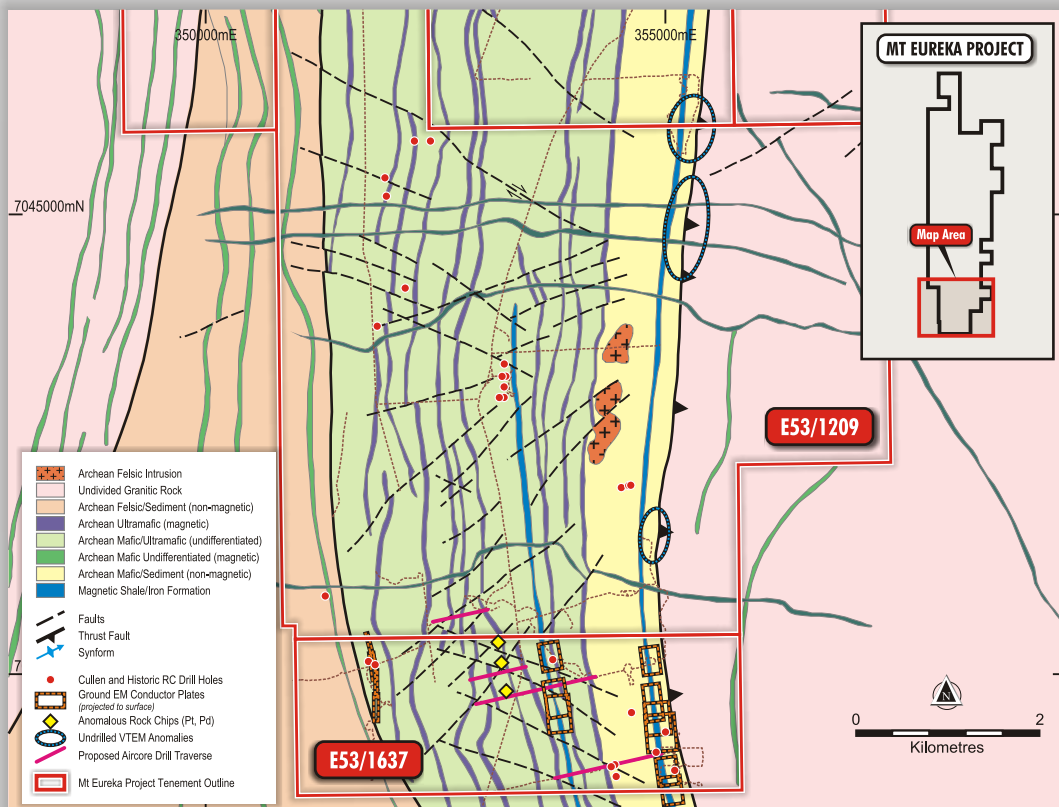 350000mE
355000mE
MT EUREKA PROJECT
7045000mN
Map Area
E53/1209
Archean Felsic Intrusion
Undivided Granitic Rock
Archean Felsic/Sediment (non-magnetic)
Archean Ultramafic (magnetic)
Archean Mafic/Ultramafic (undifferentiated)
Archean Mafic Undifferentiated (magnetic)
Archean Mafic/Sediment (non-magnetic)
Magnetic Shale/Iron Formation
Faults
Thrust Fault
Synform
Cullen and Historic RC Drill Holes
Ground EM Conductor Plates
(projected to surface)
Anomalous Rock Chips (Pt, Pd)
Undrilled VTEM Anomalies
Proposed Aircore Drill Traverse
Mt Eureka Project Tenement Outline
7
E53/1637
N
0
2
Kilometres